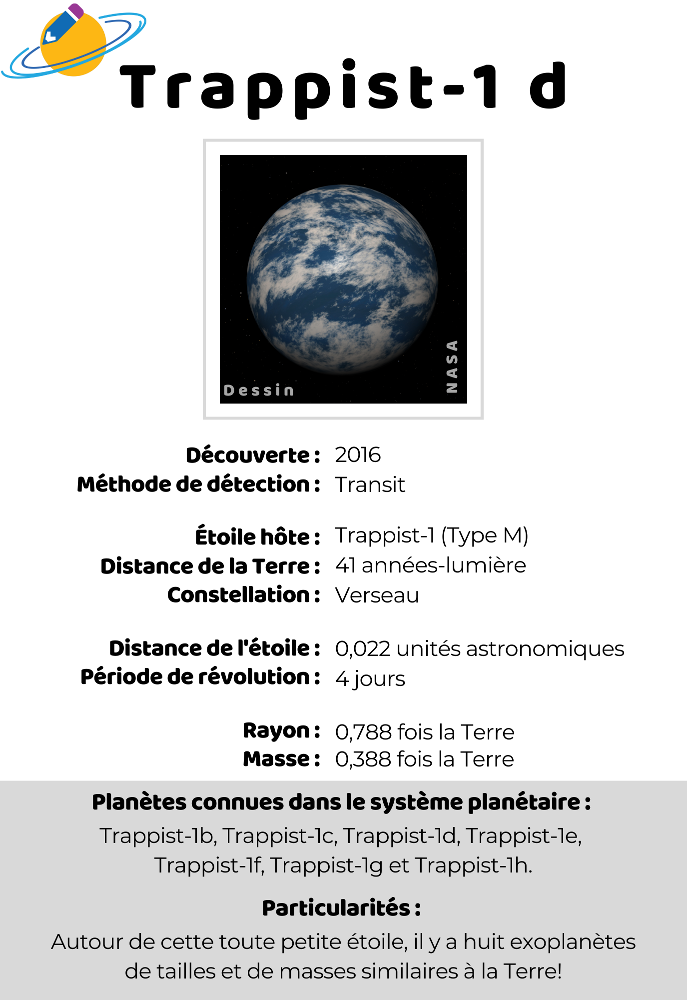 Trappist-1 d
NASA
Dessin
Découverte : 2016
Méthode de détection : Transit
Étoile hôte : Trappist-1 (Type M)
Distance de la Terre : 41 années-lumière
Constellation : Verseau
Distance de l'étoile : 0,022 unités astronomiques
Période de révolution : 4 jours
Rayon : 0,788 fois la Terre
Masse : 0,388 fois la Terre
Planètes connues dans le système planétaire :
Trappist-1b, Trappist-1c, Trappist-1d, Trappist-1e,
Trappist-1f, Trappist-1g et Trappist-1h.
Particularités :
Autour de cette toute petite étoile, il y a huit exoplanètes
de tailles et de masses similaires à la Terre!